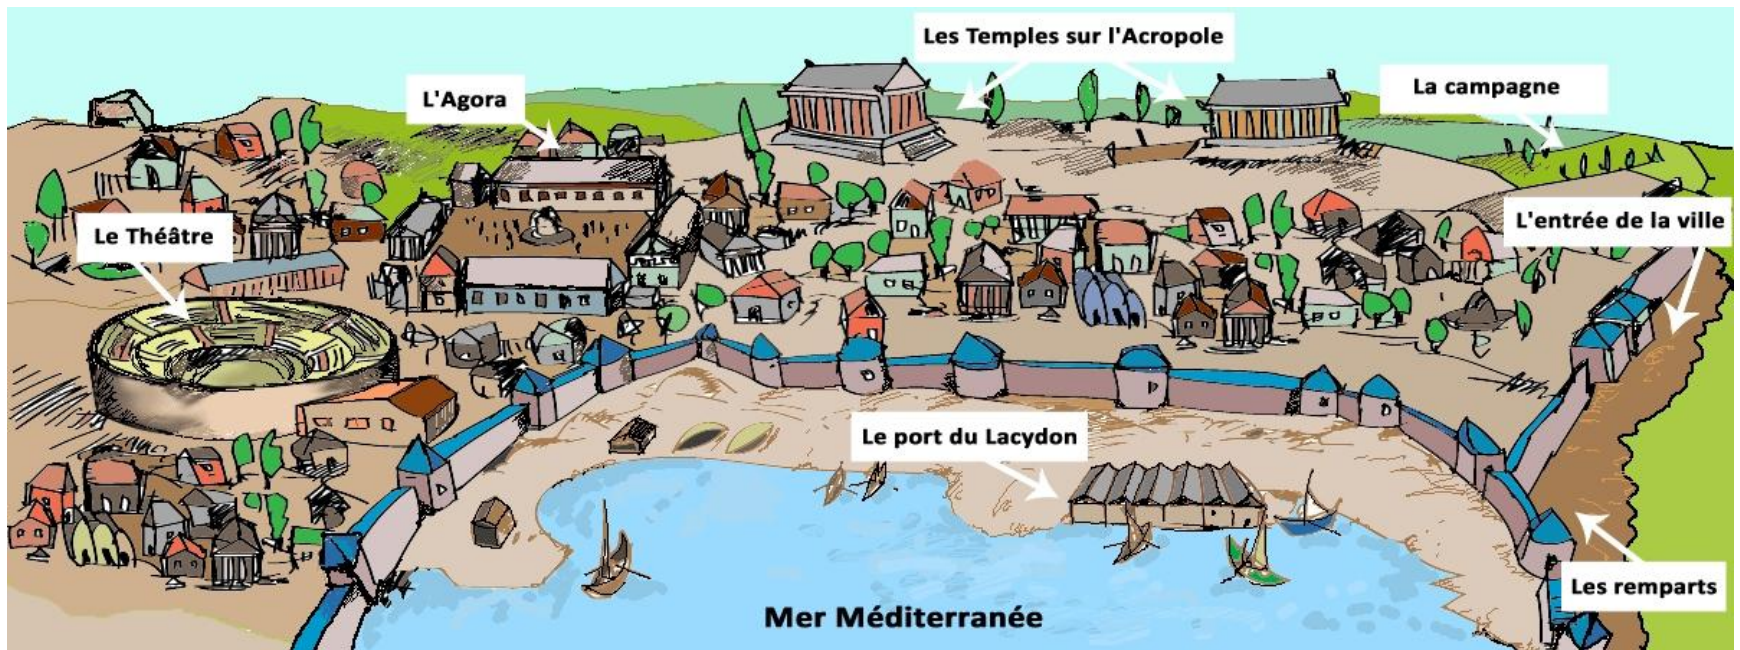 Les Temples sur l'Acropole
La campagne
L'Agora
L'entrée de la ville
Le Théâtre
Le port du Lacydon
Les remparts
Mer Méditerranée